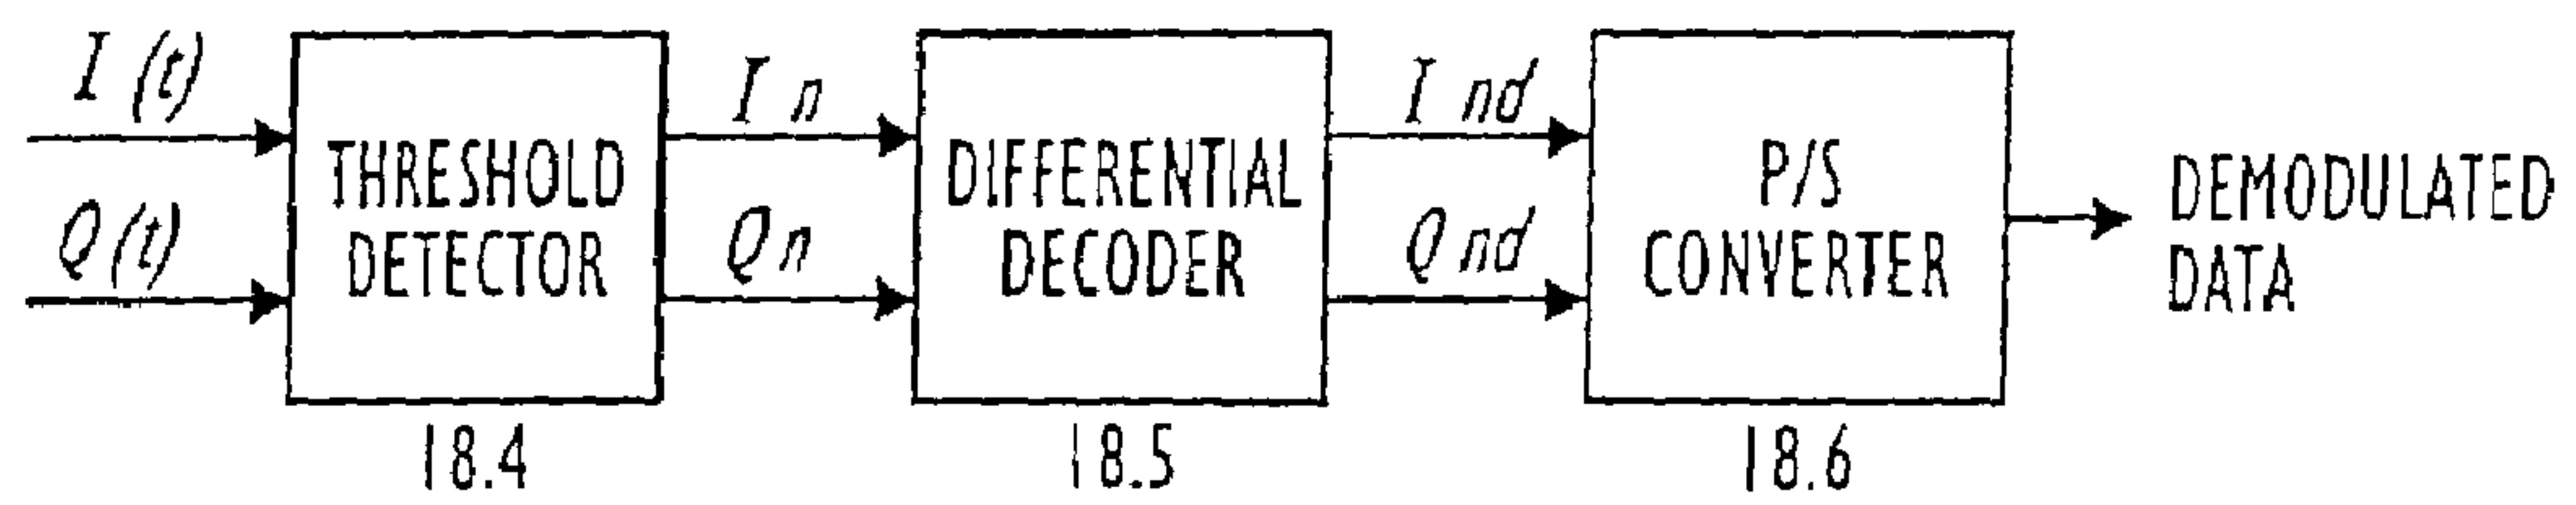 I (t)
Q (t)
THRESHOLD
DETECTOR
18.4
I n
Q n
DIFFERENTIAL
DECODER
18.5
I nd
Q nd
P/S
CONVERTER
18.6
DEMODULATED
DATA